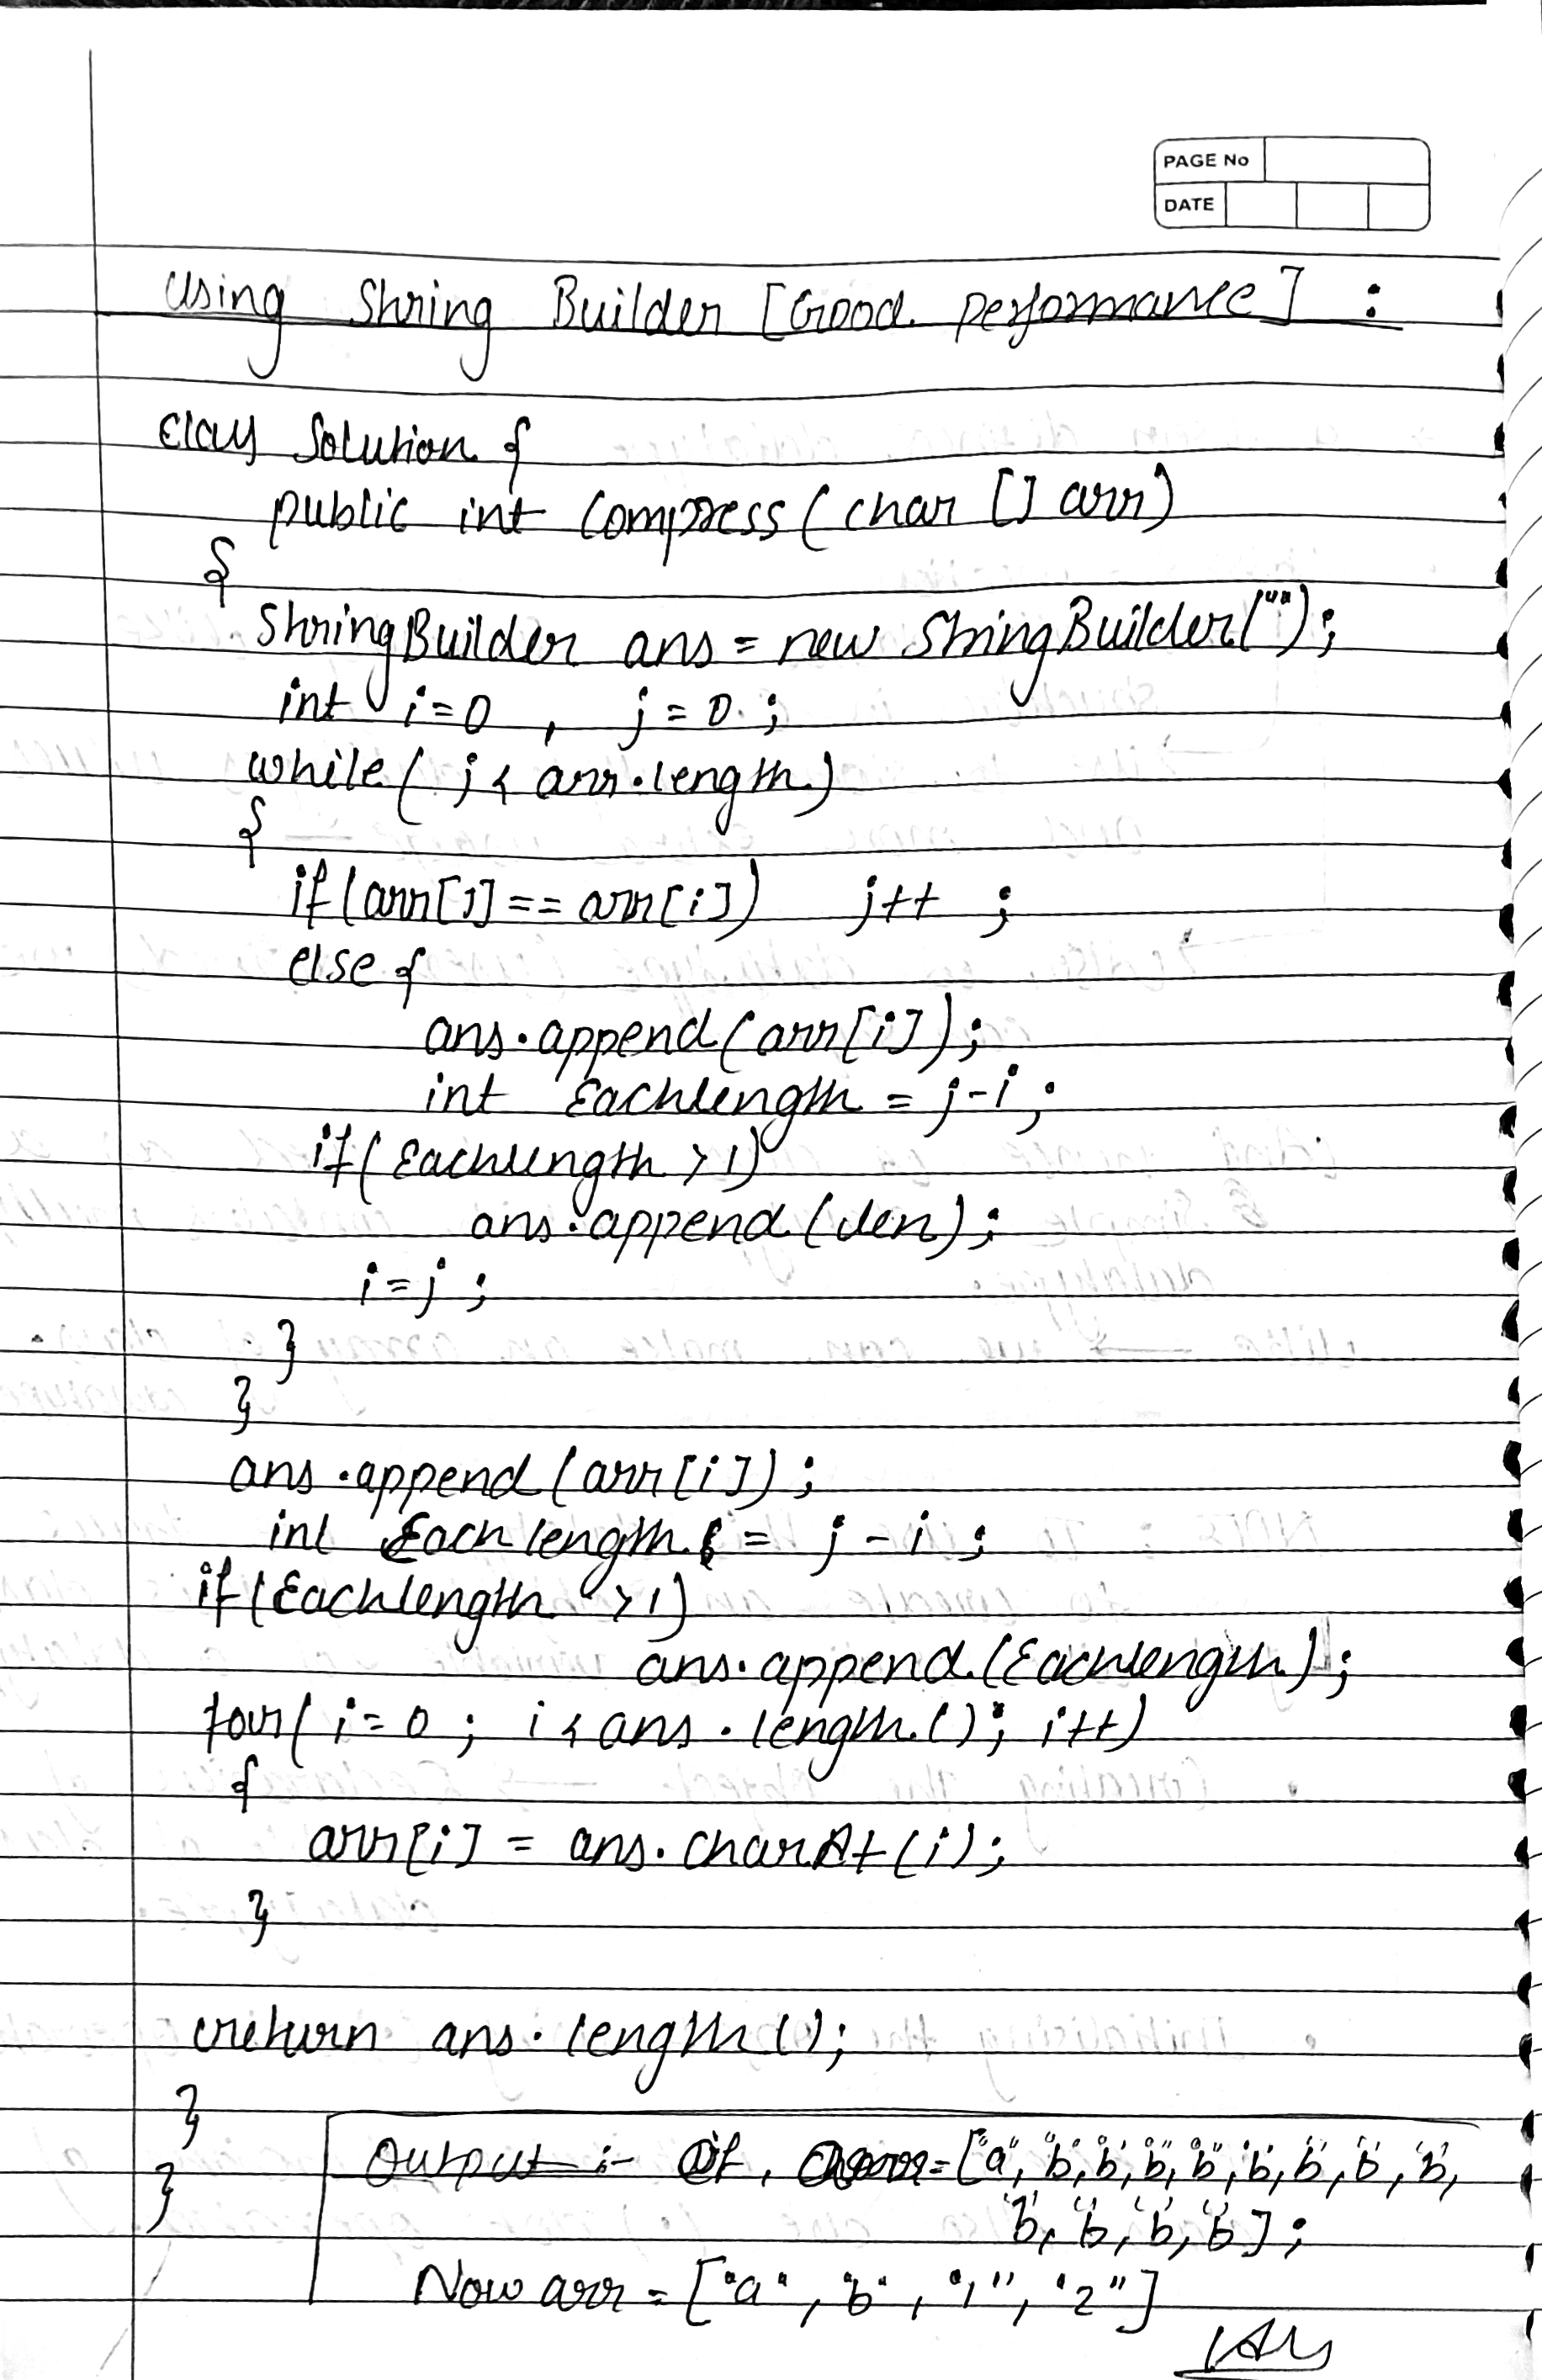 PAGE No
DATE
Using String Builder [Good performance] :
class Solution {
public int compress (char [] arr)
{
StringBuilder ans = new StringBuilder("");
int i=0 , j=0 ;
while( j < arr.length)
{
if(arr[j] == arr[i]) j++ ;
else {
ans.append(arr[i]);
int Eachlength = j-i ;
if(Eachlength > 1)
ans.append(len);
i=j ;
}
}
ans.append(arr[i]);
int Eachlength = j - i ;
if(Eachlength > 1)
ans.append(Eachlength);
for( i=0 ; i < ans.length(); i++)
{
arr[i] = ans.charAt(i);
}
return ans.length();
}
}
Output :- if, arr=["a", "b", "b", "b", "b", "b", "b", "b", "b",
"b", "b", "b", "b"];
Now arr = ["a", "b", "1", "2"]
Ans